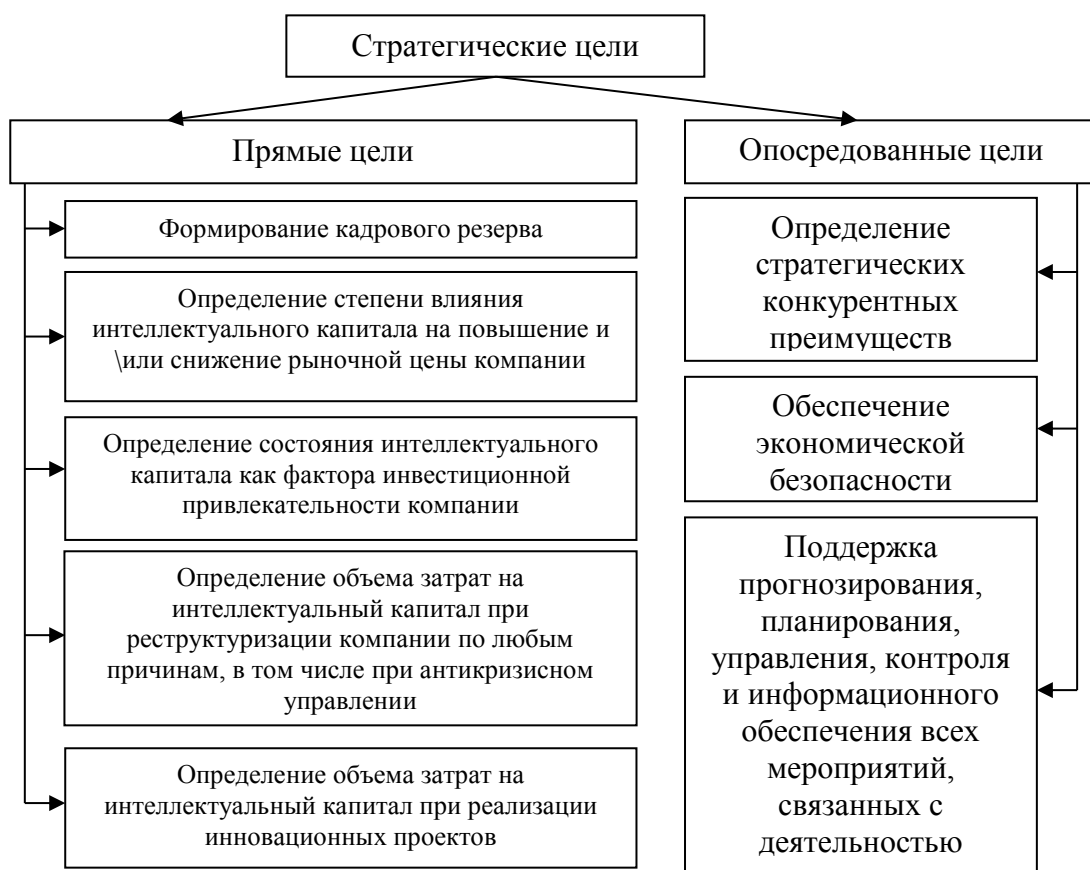 Стратегические цели
Прямые цели
Формирование кадрового резерва
Определение степени влияния
интеллектуального капитала на повышение и
\или снижение рыночной цены компании
Определение состояния интеллектуального
капитала как фактора инвестиционной
привлекательности компании
Определение объема затрат на
интеллектуальный капитал при
реструктуризации компании по любым
причинам, в том числе при антикризисном
управлении
Определение объема затрат на
интеллектуальный капитал при реализации
инновационных проектов
Опосредованные цели
Определение
стратегических
конкурентных
преимуществ
Обеспечение
экономической
безопасности
Поддержка
прогнозирования,
планирования,
управления, контроля
и информационного
обеспечения всех
мероприятий,
связанных с
деятельностью